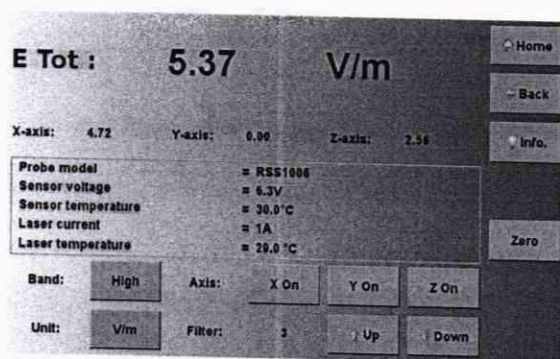 Home
E Tot : 5.37 V/m
Back
X-axis: 4.72 Y-axis: 0.00 Z-axis: 2.56
Info.
Probe model = RSS1006
Sensor voltage = 6.3V
Sensor temperature = 30.0°C
Laser current = 1A
Laser temperature = 29.0 °C
Zero
Band: High Axis: X On Y On Z On
Unit: V/m Filter: 3 Up Down